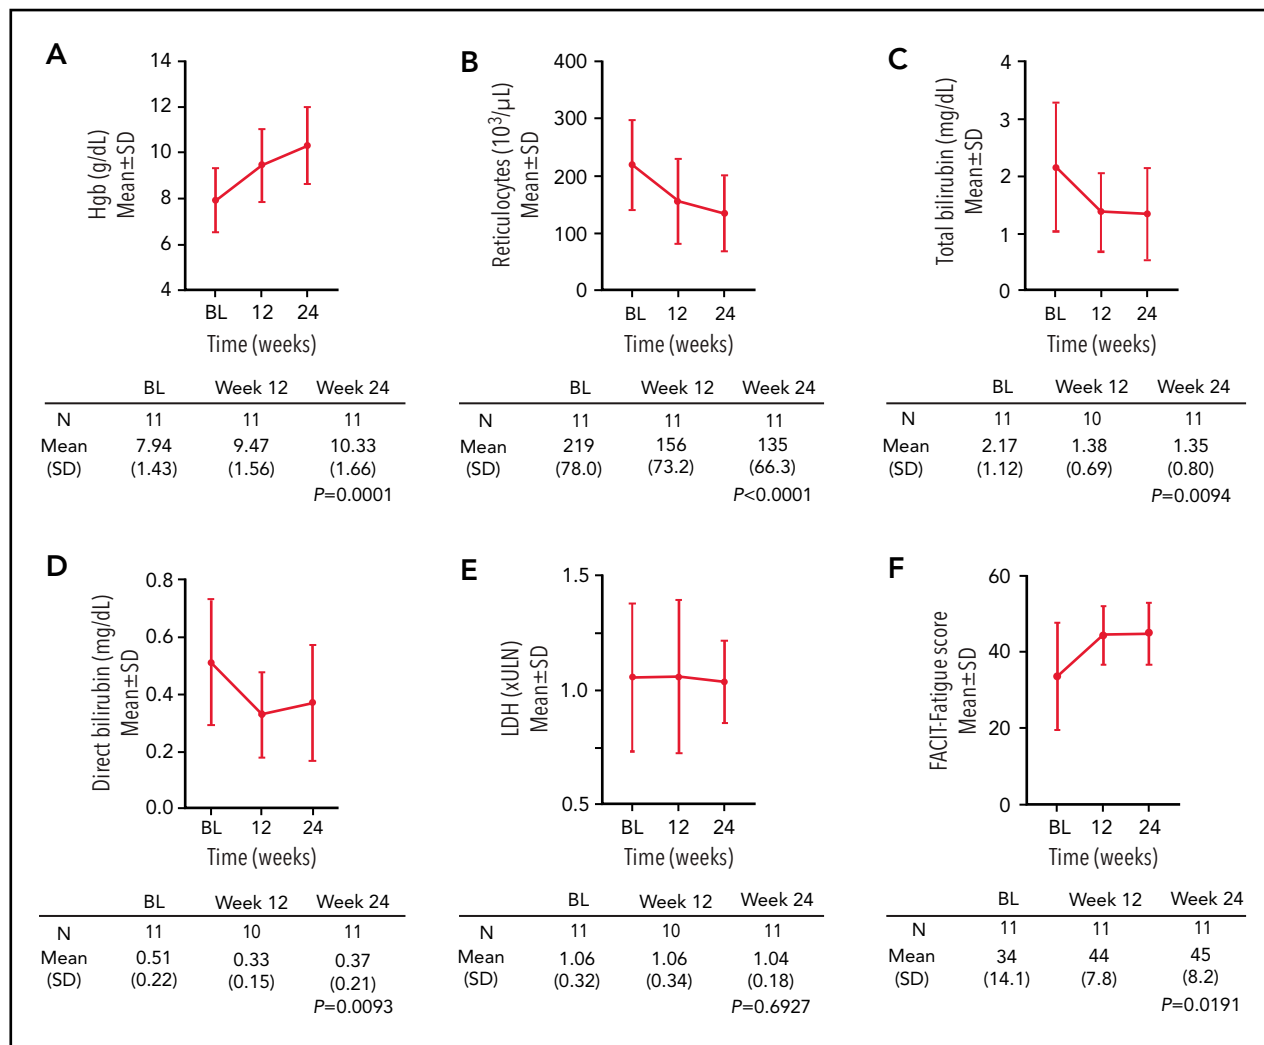 A
Hgb (g/dL)
Mean±SD
14
12
10
8
6
4
BL 12 24
Time (weeks)
BL Week 12 Week 24
N 11 11 11
Mean 7.94 9.47 10.33
(SD) (1.43) (1.56) (1.66)
P=0.0001
B
Reticulocytes (10³/µL)
Mean±SD
400
300
200
100
0
BL 12 24
Time (weeks)
BL Week 12 Week 24
N 11 11 11
Mean 219 156 135
(SD) (78.0) (73.2) (66.3)
P<0.0001
C
Total bilirubin (mg/dL)
Mean±SD
4
3
2
1
0
BL 12 24
Time (weeks)
BL Week 12 Week 24
N 11 10 11
Mean 2.17 1.38 1.35
(SD) (1.12) (0.69) (0.80)
P=0.0094
D
Direct bilirubin (mg/dL)
Mean±SD
0.8
0.6
0.4
0.2
0.0
BL 12 24
Time (weeks)
BL Week 12 Week 24
N 11 10 11
Mean 0.51 0.33 0.37
(SD) (0.22) (0.15) (0.21)
P=0.0093
E
LDH (xULN)
Mean±SD
1.5
1.0
0.5
BL 12 24
Time (weeks)
BL Week 12 Week 24
N 11 10 11
Mean 1.06 1.06 1.04
(SD) (0.32) (0.34) (0.18)
P=0.6927
F
FACIT-Fatigue score
Mean±SD
60
40
20
0
BL 12 24
Time (weeks)
BL Week 12 Week 24
N 11 11 11
Mean 34 44 45
(SD) (14.1) (7.8) (8.2)
P=0.0191